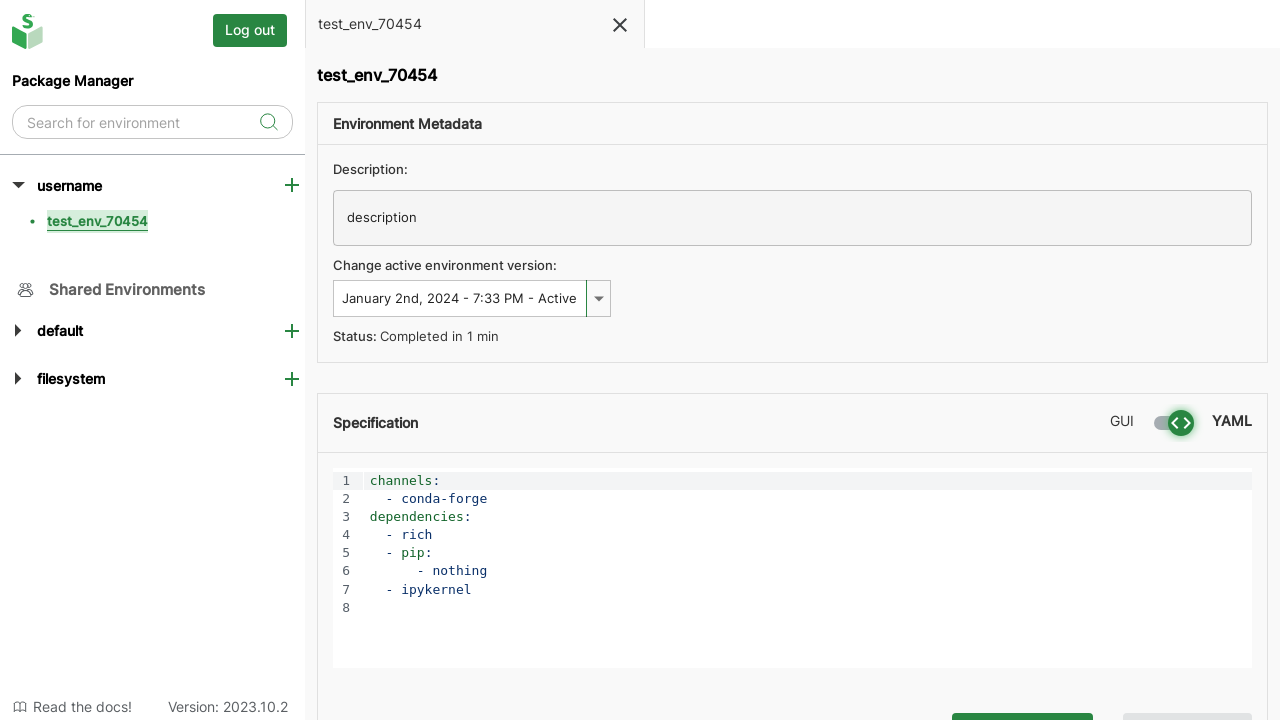 Log out
Package Manager
Search for environment
username
test_env_70454
Shared Environments
default
filesystem
Read the docs!
Version: 2023.10.2
test_env_70454
test_env_70454
Environment Metadata
Description:
description
Change active environment version:
January 2nd, 2024 - 7:33 PM - Active
Status: Completed in 1 min
Specification
GUI
YAML
1 channels:
2   - conda-forge
3 dependencies:
4   - rich
5   - pip:
6       - nothing
7   - ipykernel
8